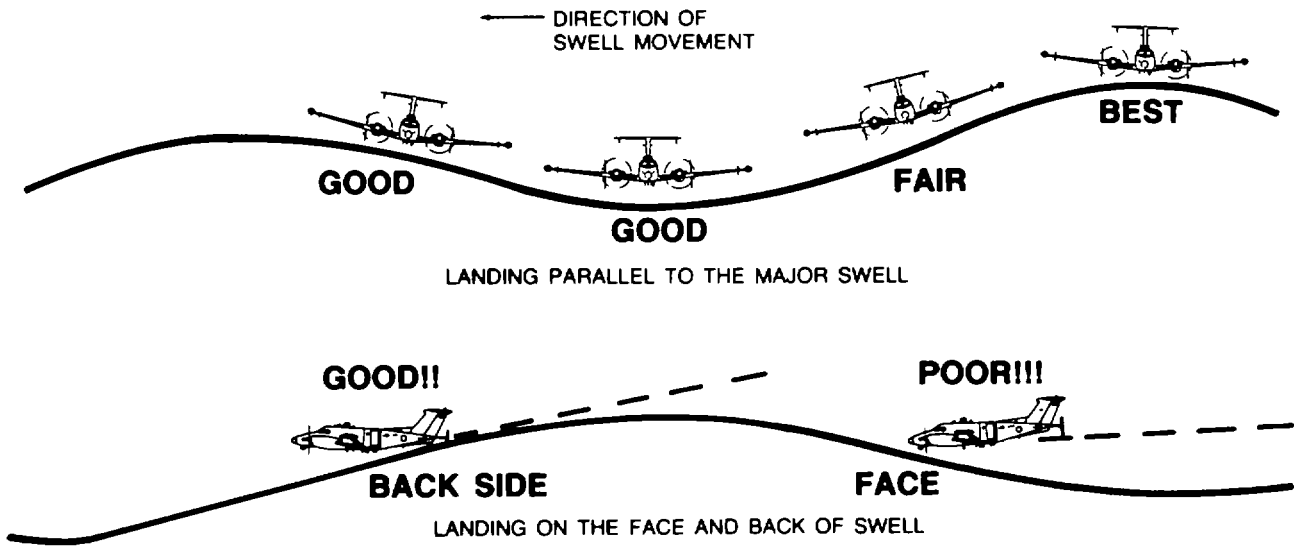 DIRECTION OF
SWELL MOVEMENT
BEST
GOOD
FAIR
GOOD
LANDING PARALLEL TO THE MAJOR SWELL
GOOD!!
POOR!!!
BACK SIDE
FACE
LANDING ON THE FACE AND BACK OF SWELL